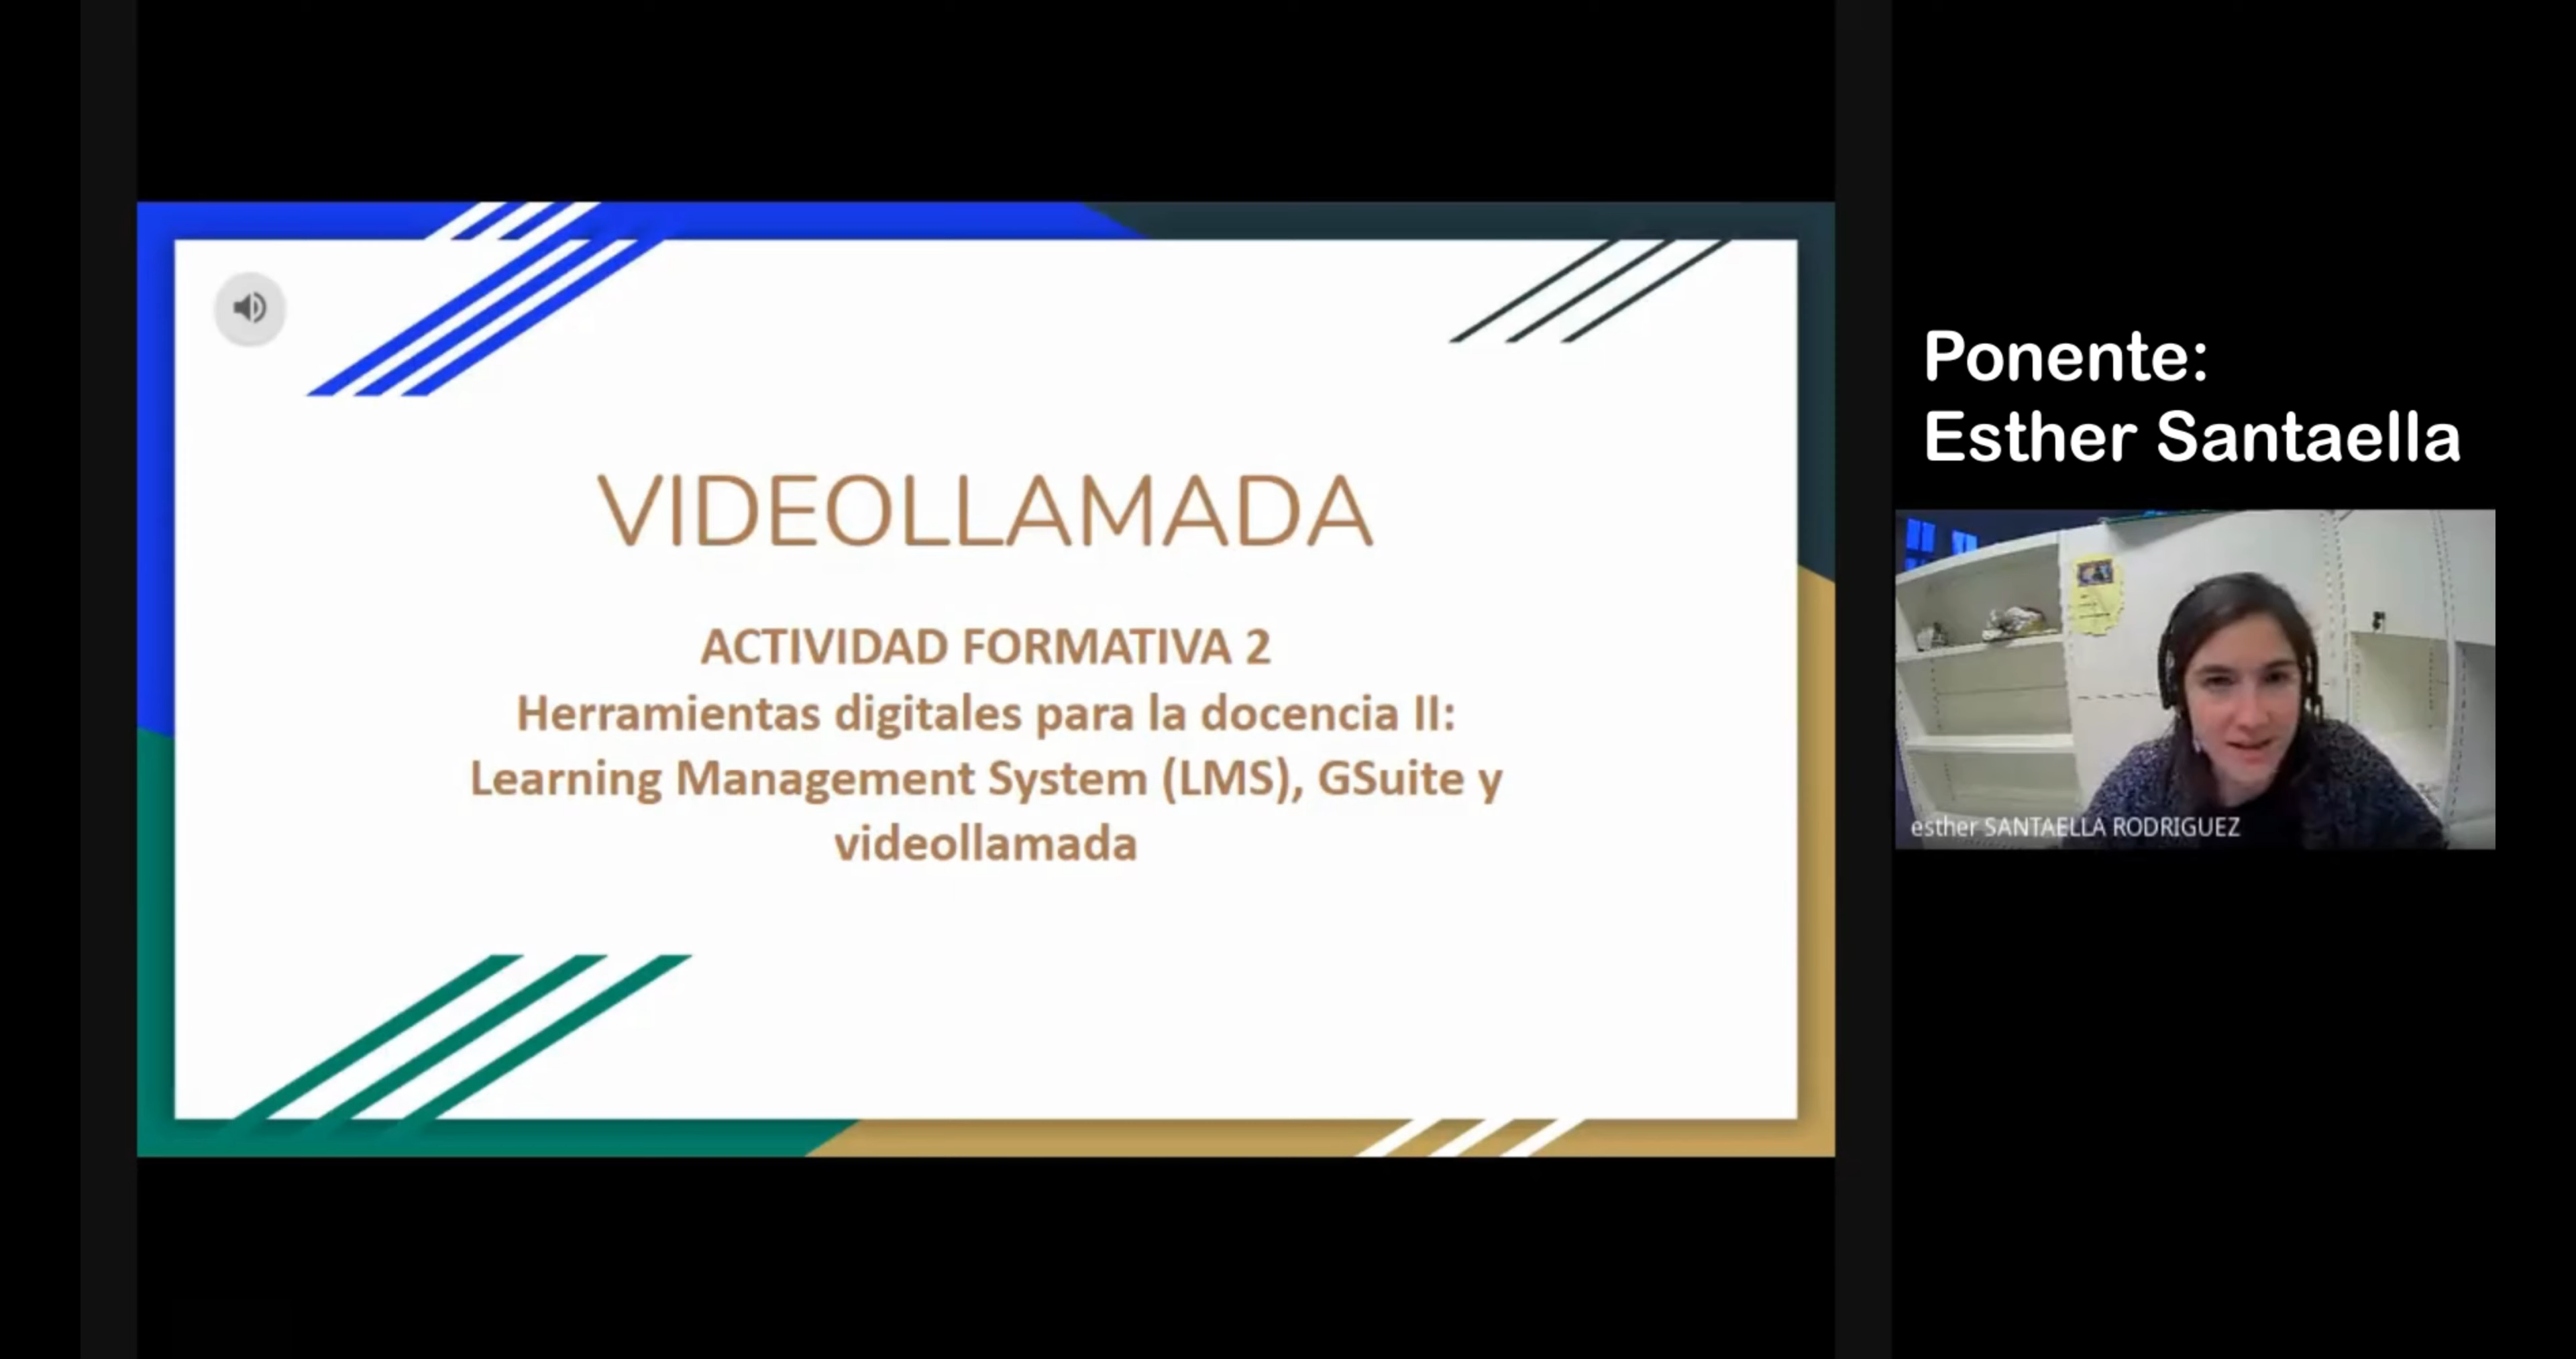 VIDEOLLAMADA
ACTIVIDAD FORMATIVA 2
Herramientas digitales para la docencia II:
Learning Management System (LMS), GSuite y
videollamada
Ponente:
Esther Santaella
esther SANTAELLA RODRIGUEZ